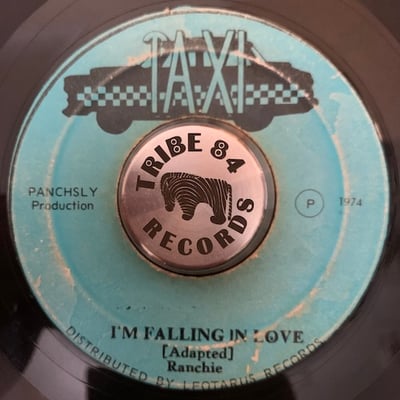 TAXI
TRIBE 84
RECORDS
PANCHSLY
Production
P 1974
I'M FALLING IN LOVE
[Adapted]
Ranchie
DISTRIBUTED BY LEOTARUS RECORDS